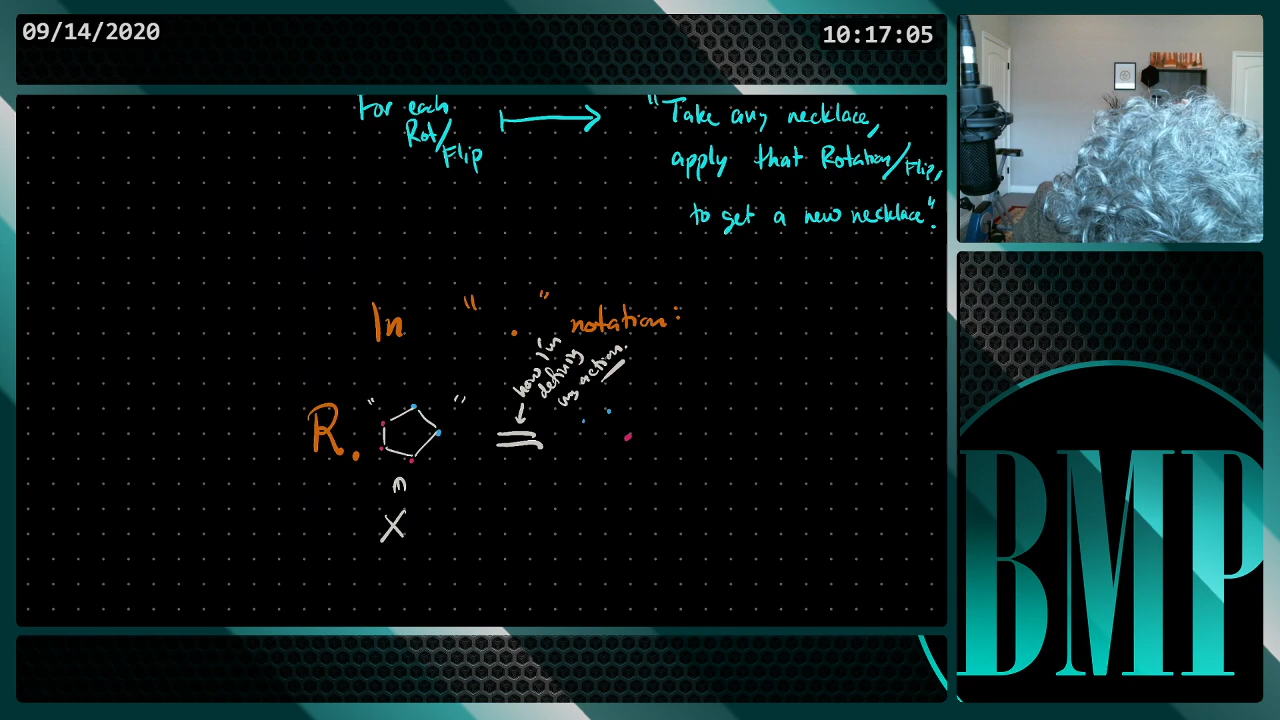 09/14/2020
10:17:05
For each
Rot/
Flip
"Take any necklace,
apply that Rotation/Flip,
to get a new necklace".
In " . " notation:
how I'm
defining
my action.
R. " " =
X
BMP